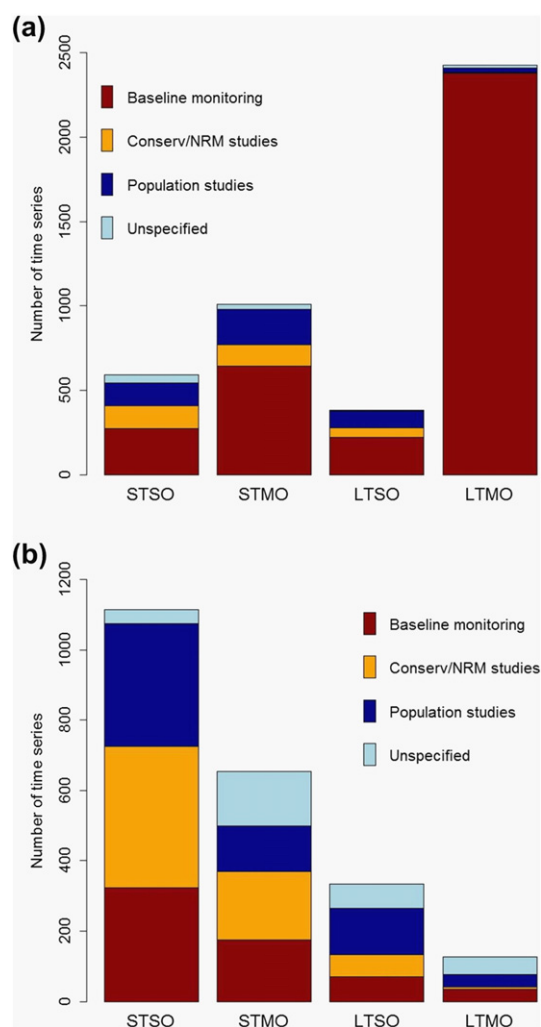 (a)
2500
2000
1500
1000
500
0
Number of time series
Baseline monitoring
Conserv/NRM studies
Population studies
Unspecified
STSO STMO LTSO LTMO
(b)
1200
1000
800
600
400
200
0
Number of time series
Baseline monitoring
Conserv/NRM studies
Population studies
Unspecified
STSO STMO LTSO LTMO